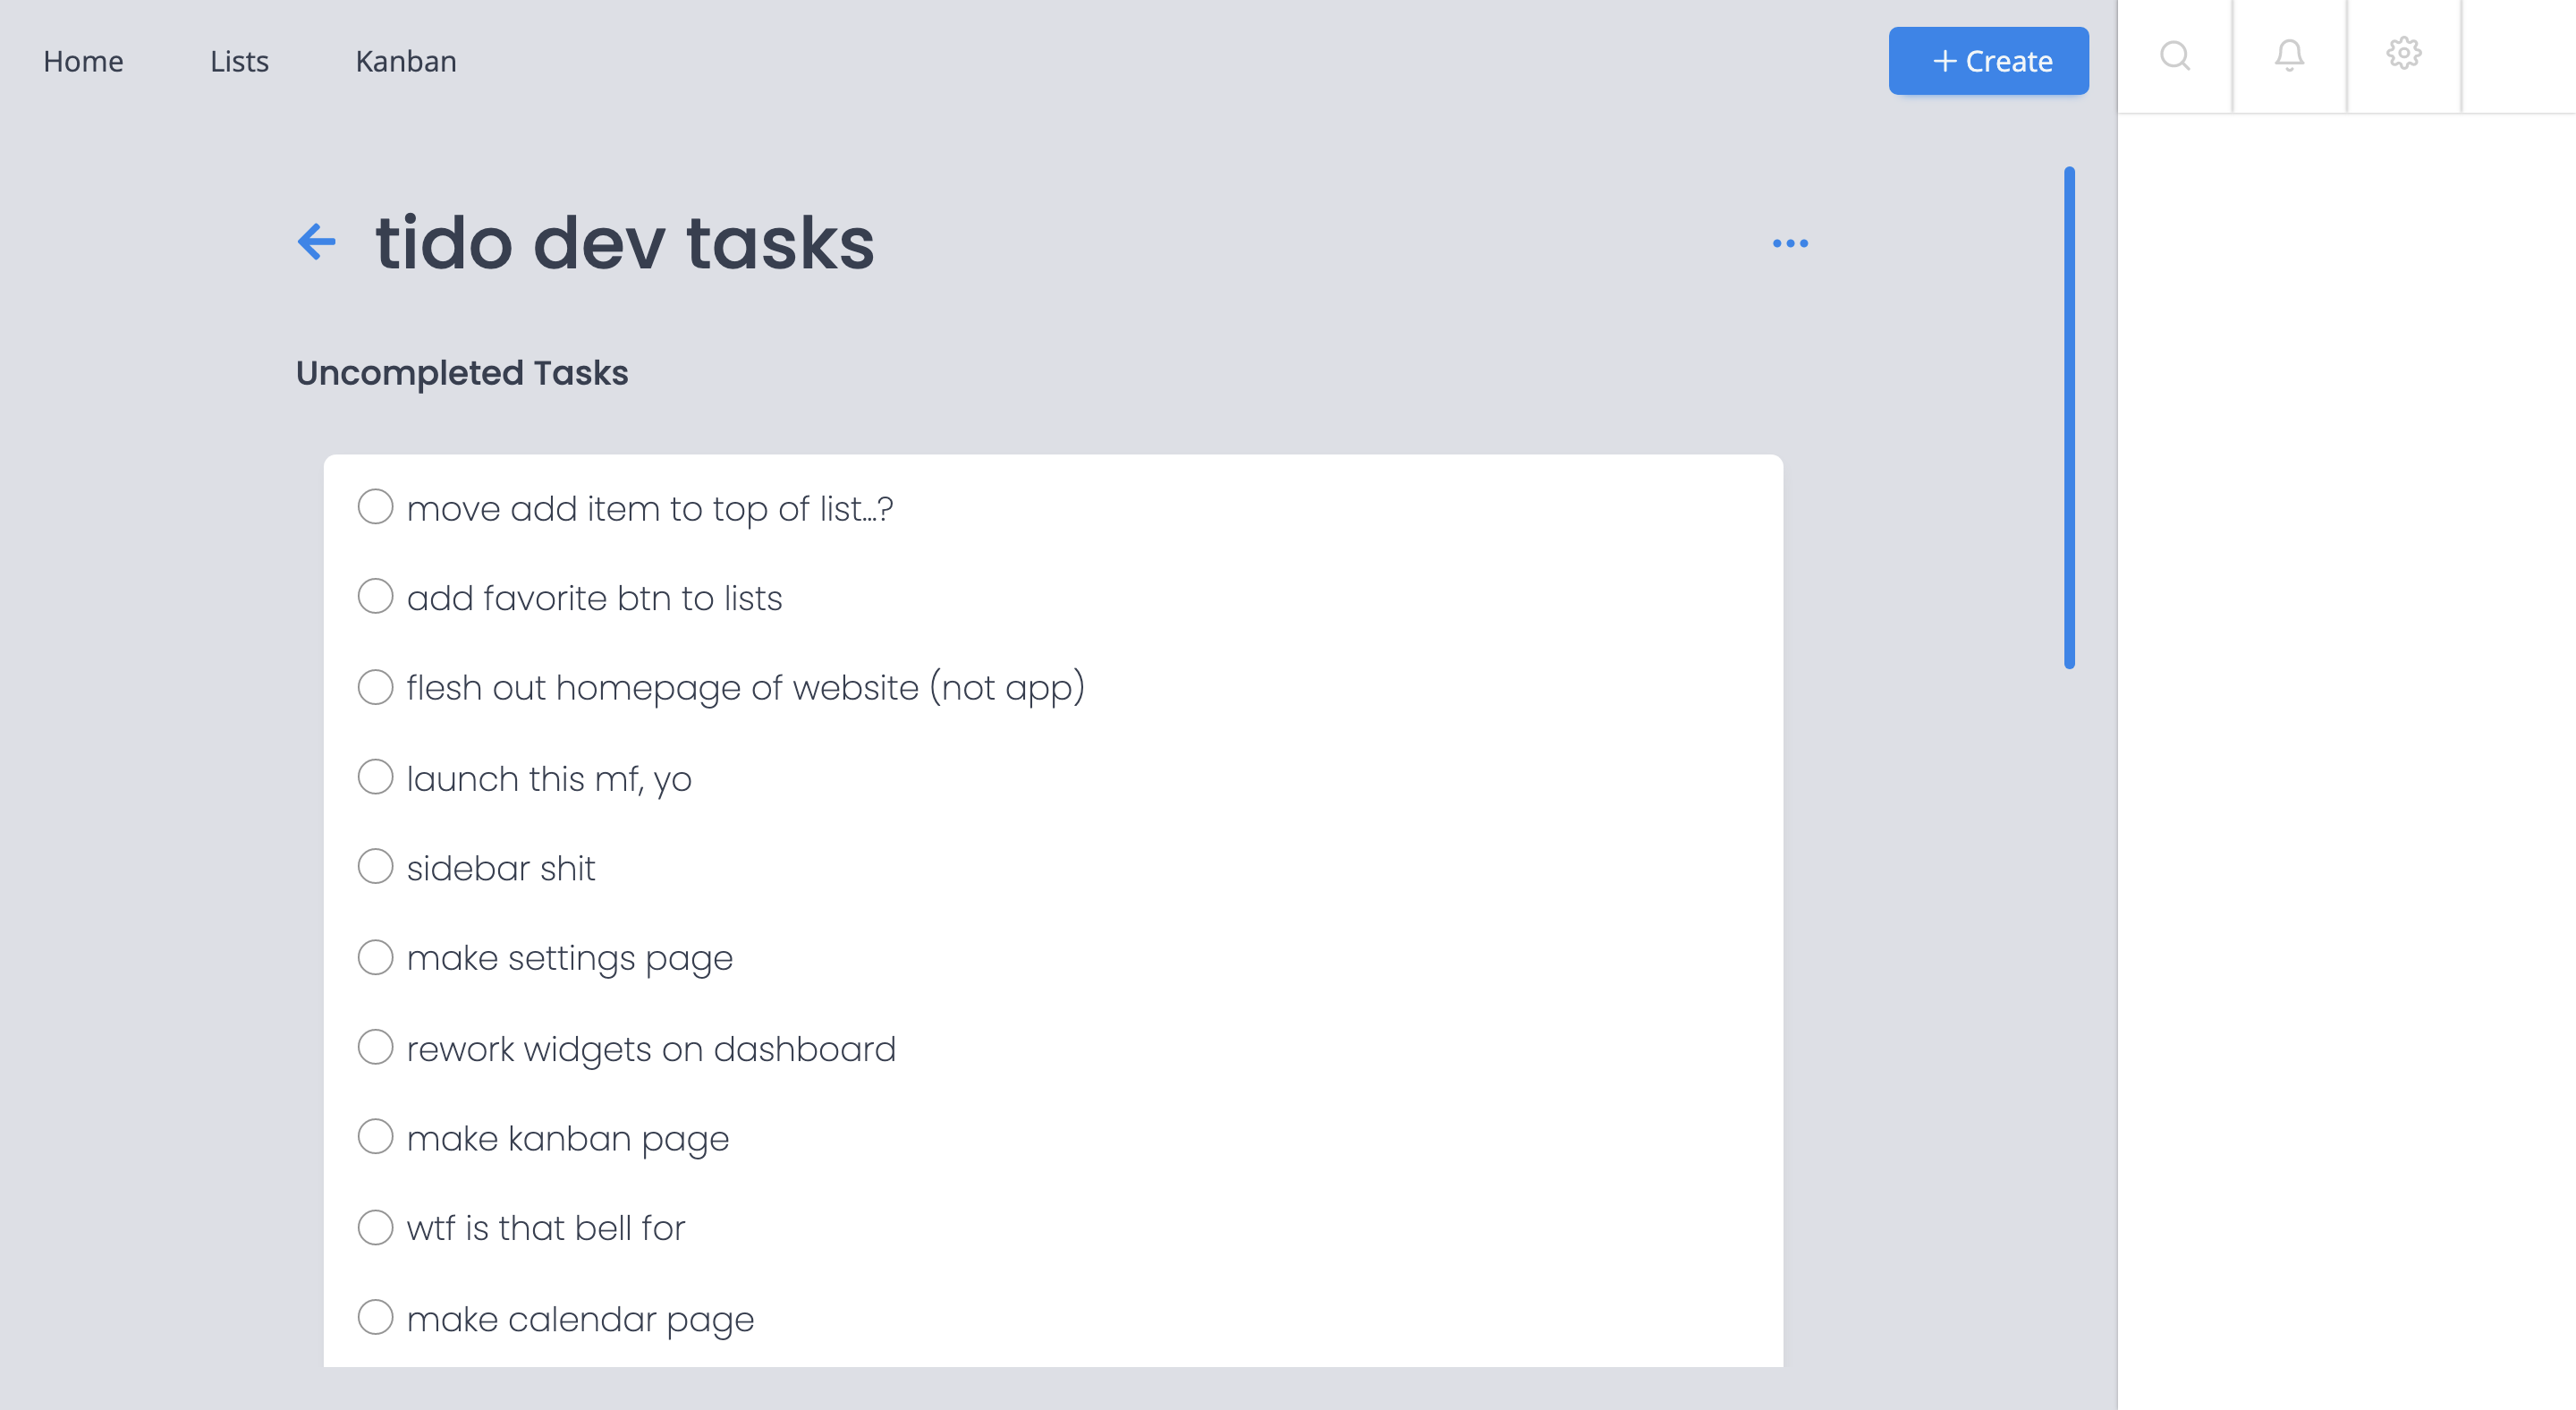 Home
Lists
Kanban
+ Create
tido dev tasks
Uncompleted Tasks
move add item to top of list...?
add favorite btn to lists
flesh out homepage of website (not app)
launch this mf, yo
sidebar shit
make settings page
rework widgets on dashboard
make kanban page
wtf is that bell for
make calendar page